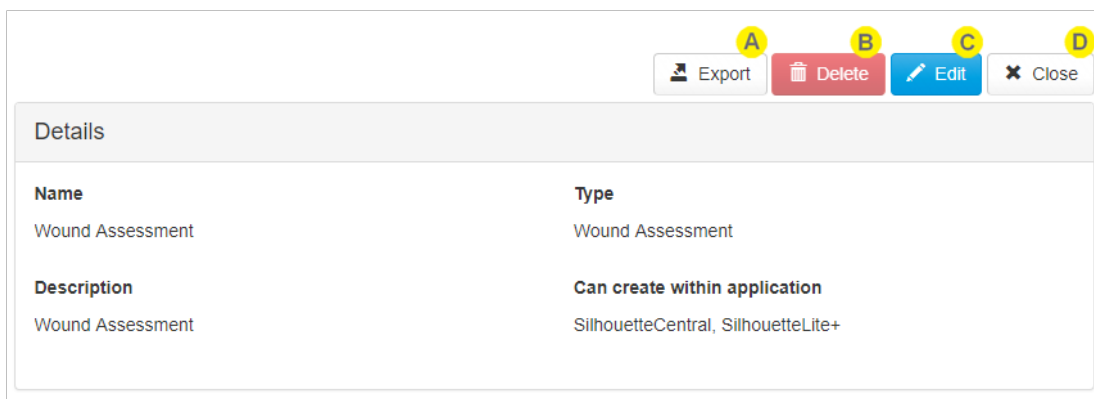 A B C D
Export Delete Edit Close
Details
Name Type
Wound Assessment Wound Assessment
Description Can create within application
Wound Assessment SilhouetteCentral, SilhouetteLite+